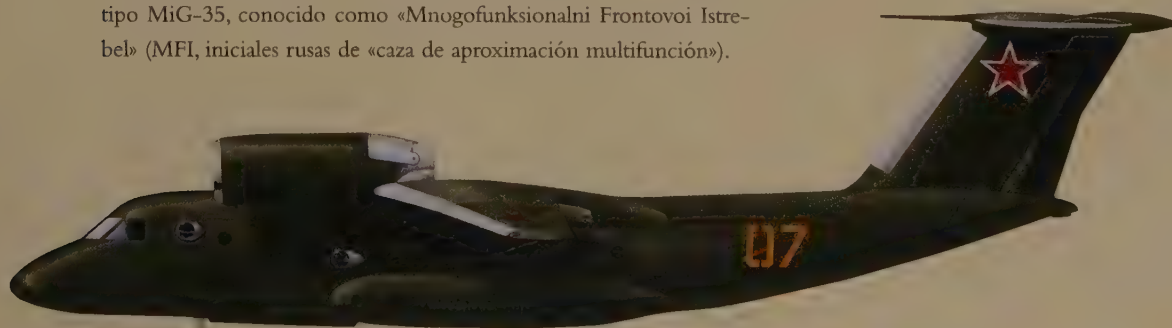 tipo MiG-35, conocido como «Mnogofunksionalni Frontovoi Istre-
bel» (MFI, iniciales rusas de «caza de aproximación multifunción»).
07